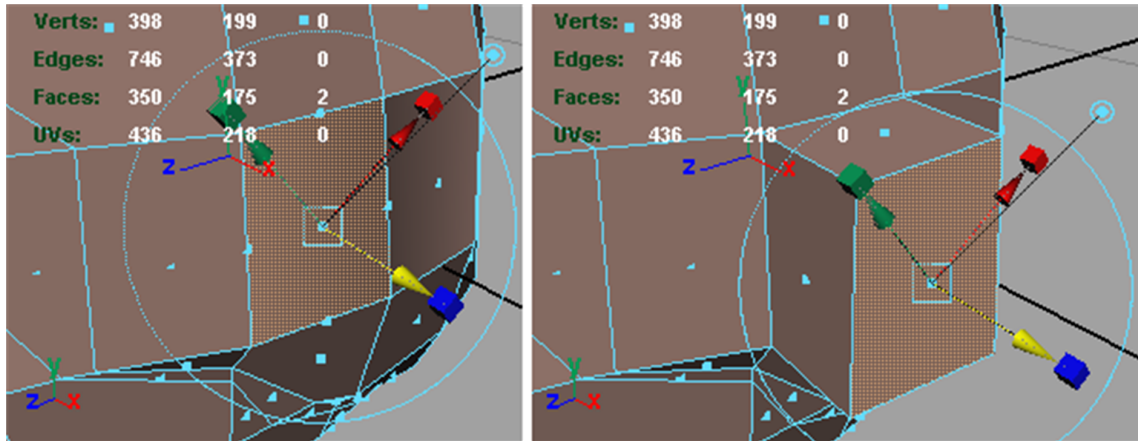 Verts: 398 199 0
Edges: 746 373 0
Faces: 350 175 2
UVs: 436 218 0
y
z x
y
z x
Verts: 398 199 0
Edges: 746 373 0
Faces: 350 175 2
UVs: 436 218 0
y
z x
y
z x